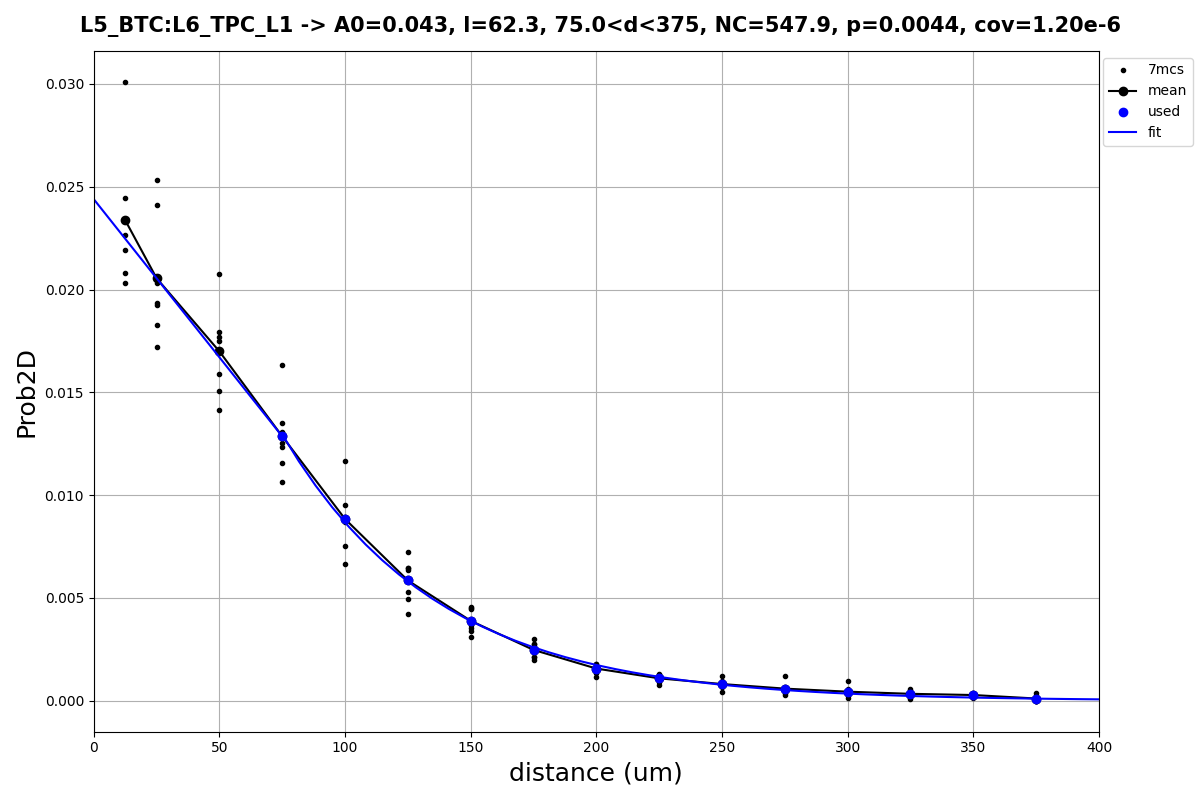 L5_BTC:L6_TPC_L1 -> A0=0.043, l=62.3, 75.0<d<375, NC=547.9, p=0.0044, cov=1.20e-6
7mcs
mean
used
fit
0.030
0.025
0.020
0.015
0.010
0.005
0.000
Prob2D
0 50 100 150 200 250 300 350 400
distance (um)